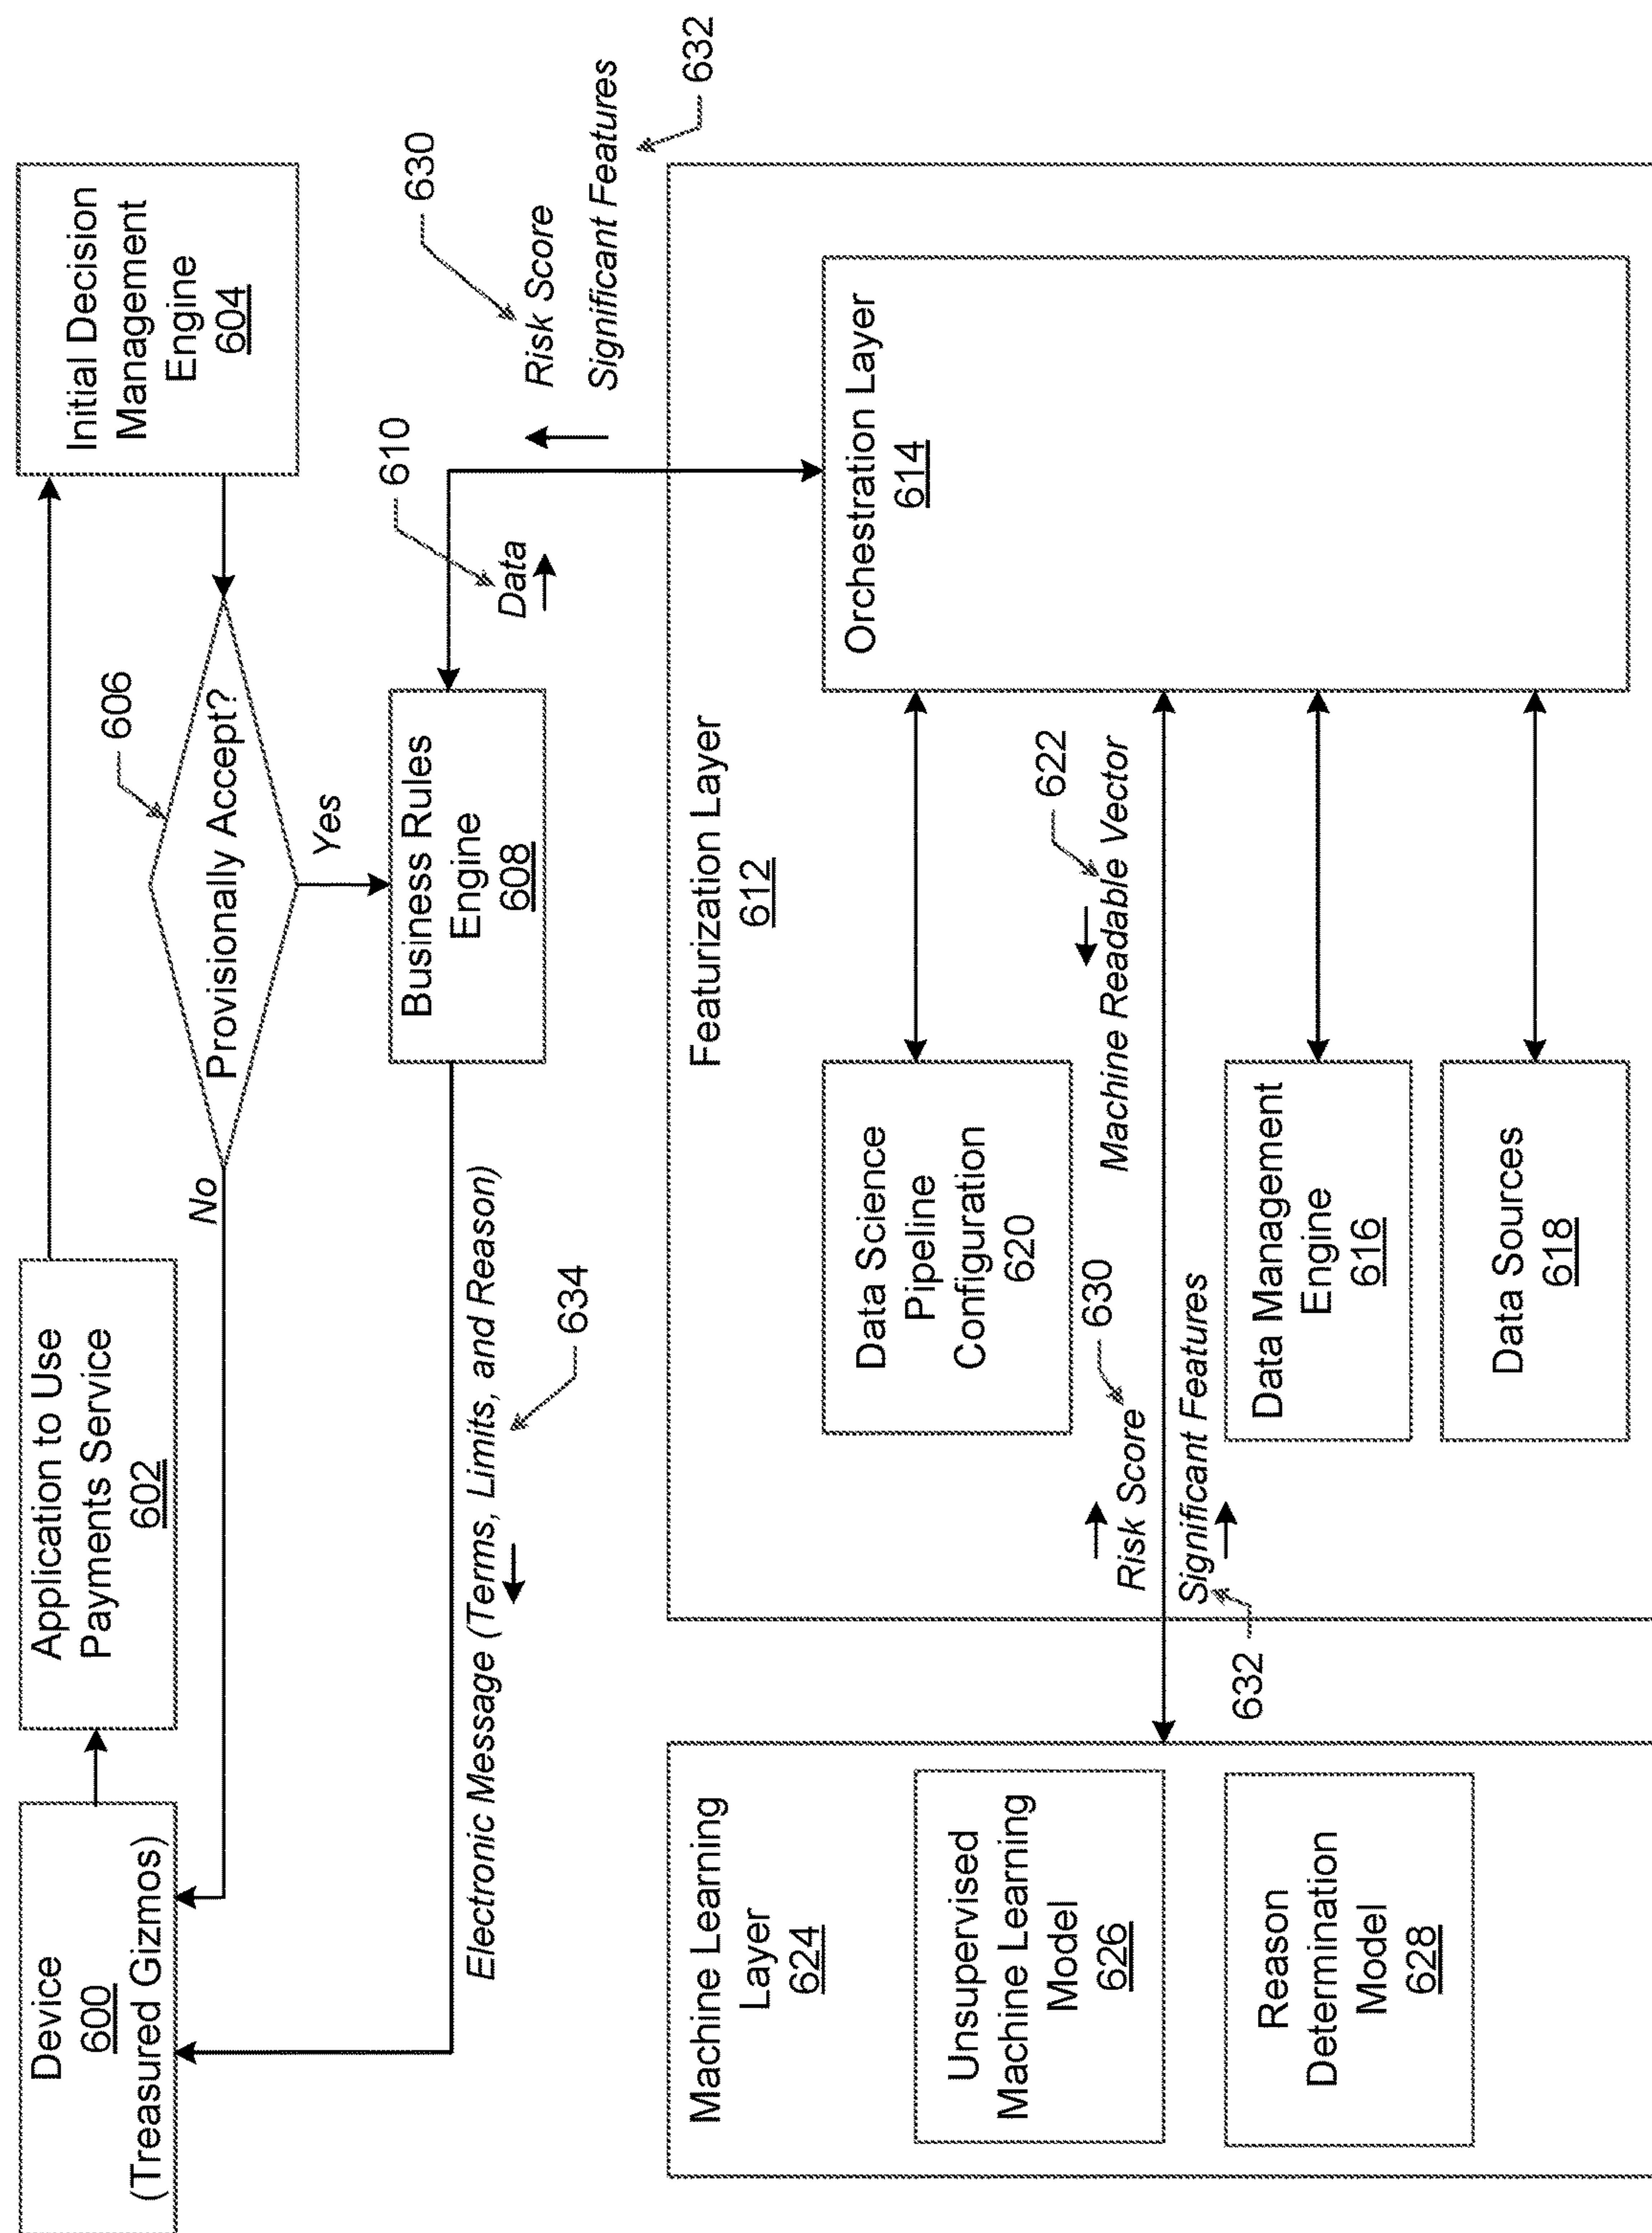 Device
600
(Treasured Gizmos)
Application to Use
Payments Service
602
Initial Decision
Management
Engine
604
606
Provisionally Accept?
No
Yes
Business Rules
Engine
608
Electronic Message (Terms, Limits, and Reason)
634
610
Data
630
Risk Score
Significant Features
632
Machine Learning
Layer
624
Unsupervised
Machine Learning
Model
626
Reason
Determination
Model
628
Featurization Layer
612
Orchestration Layer
614
Data Science
Pipeline
Configuration
620
622
Machine Readable Vector
630
Risk Score
Significant Features
632
Data Management
Engine
616
Data Sources
618